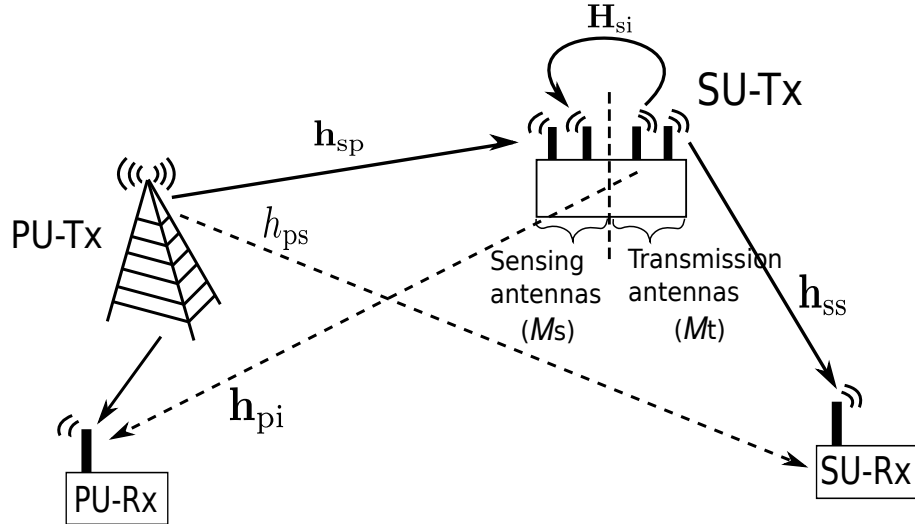 H_si
SU-Tx
h_sp
PU-Tx
h_ps
Sensing
antennas
(Ms)
Transmission
antennas
(Mt)
h_ss
h_pi
PU-Rx
SU-Rx